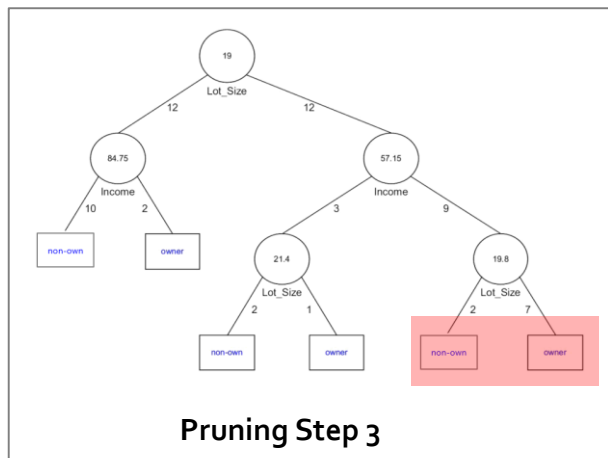 19
Lot_Size
12 12
84.75 57.15
Income Income
10 2 3 9
non-own owner 21.4 19.8
Lot_Size Lot_Size
2 1 2 7
non-own owner non-own owner
Pruning Step 3